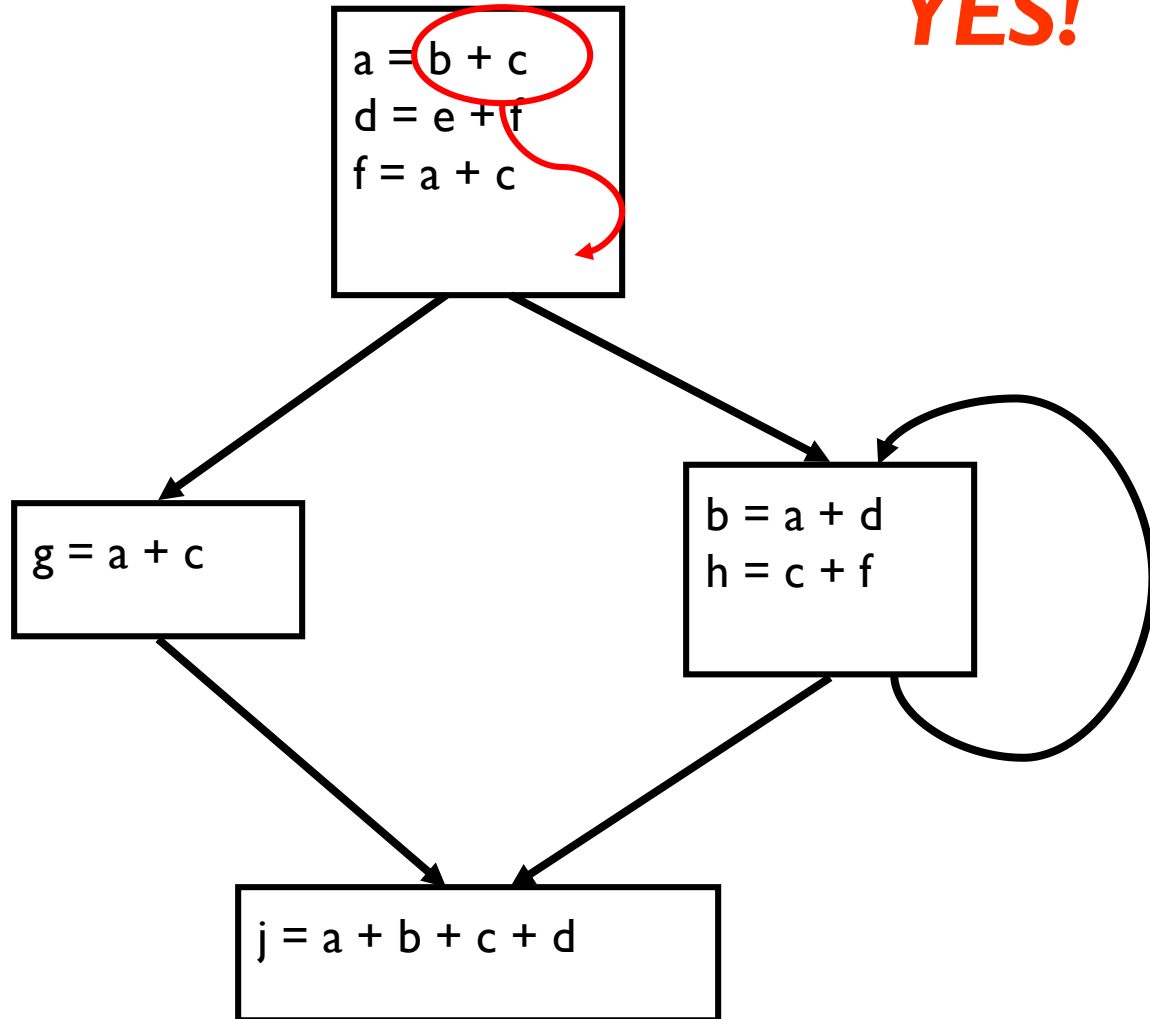 YES!
a = b + c
d = e + f
f = a + c
g = a + c
b = a + d
h = c + f
j = a + b + c + d